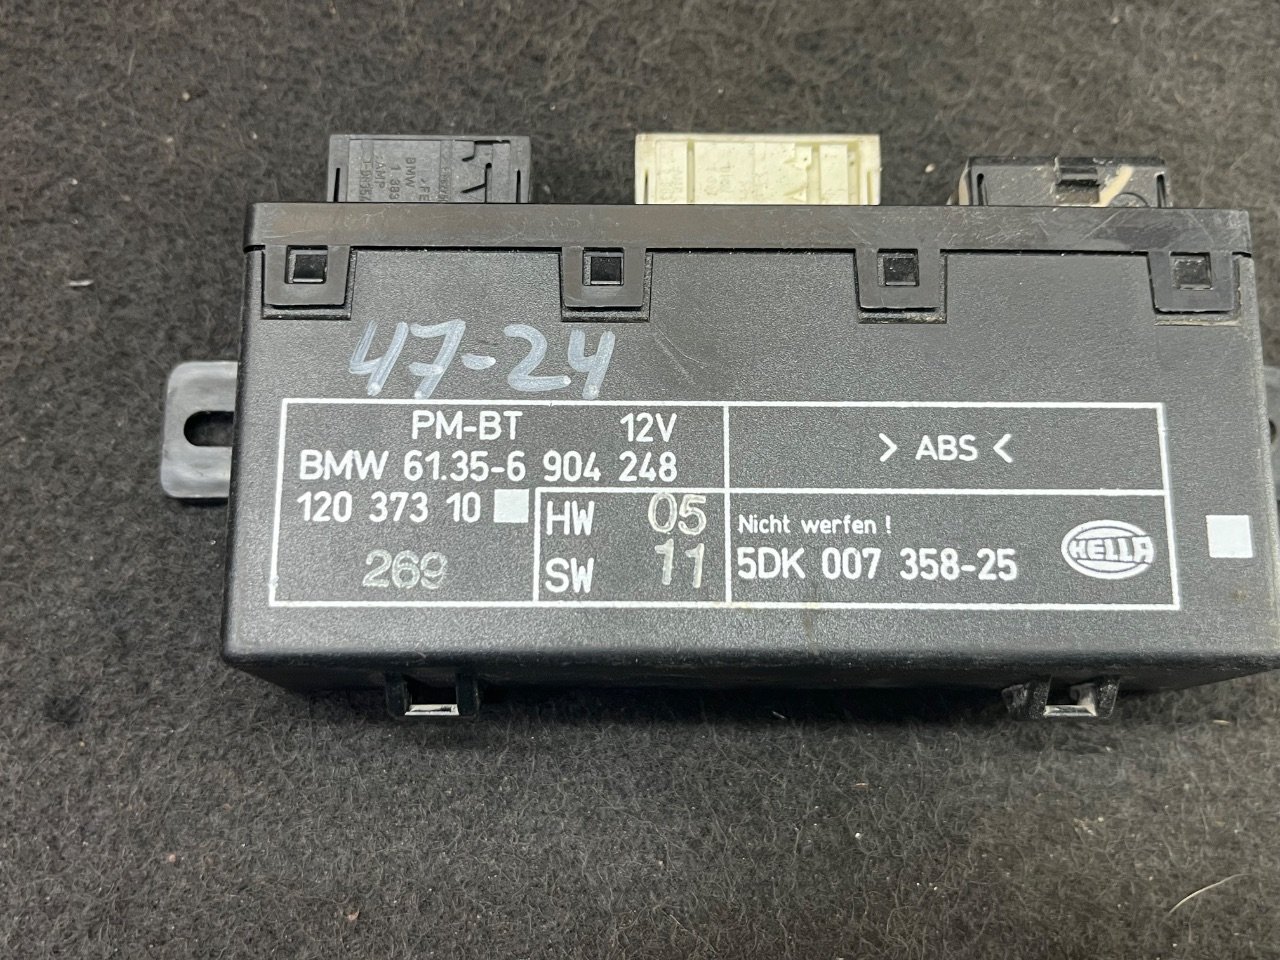 BMW
47-24
PM-BT 12V
BMW 61.35-6 904 248
120 373 10
269
HW 05
SW 11
> ABS <
Nicht werfen !
5DK 007 358-25
HELLA